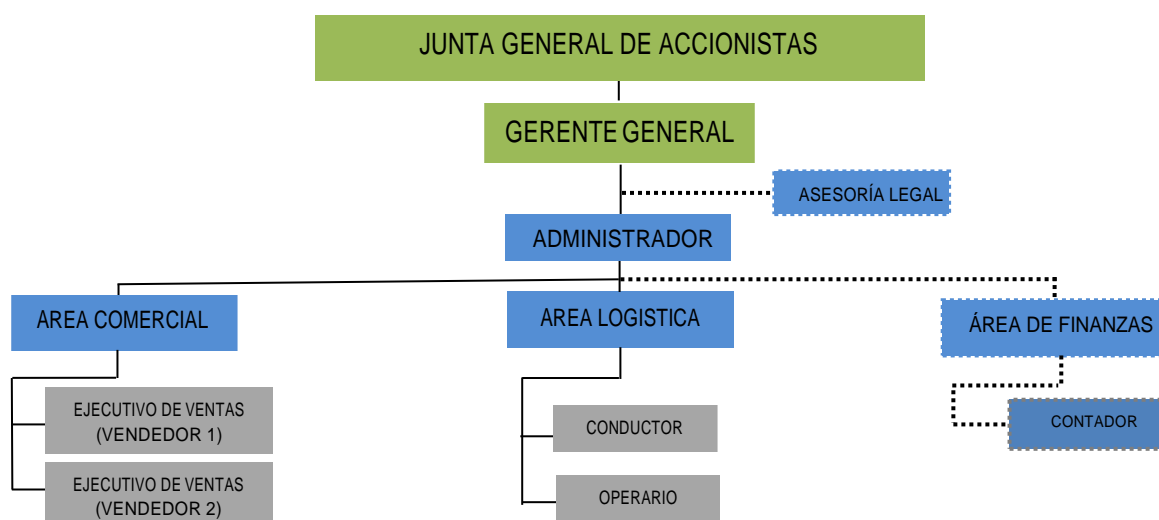 JUNTA GENERAL DE ACCIONISTAS
GERENTE GENERAL
ASESORÍA LEGAL
ADMINISTRADOR
AREA COMERCIAL
AREA LOGISTICA
ÁREA DE FINANZAS
EJECUTIVO DE VENTAS
(VENDEDOR 1)
CONDUCTOR
CONTADOR
EJECUTIVO DE VENTAS
(VENDEDOR 2)
OPERARIO